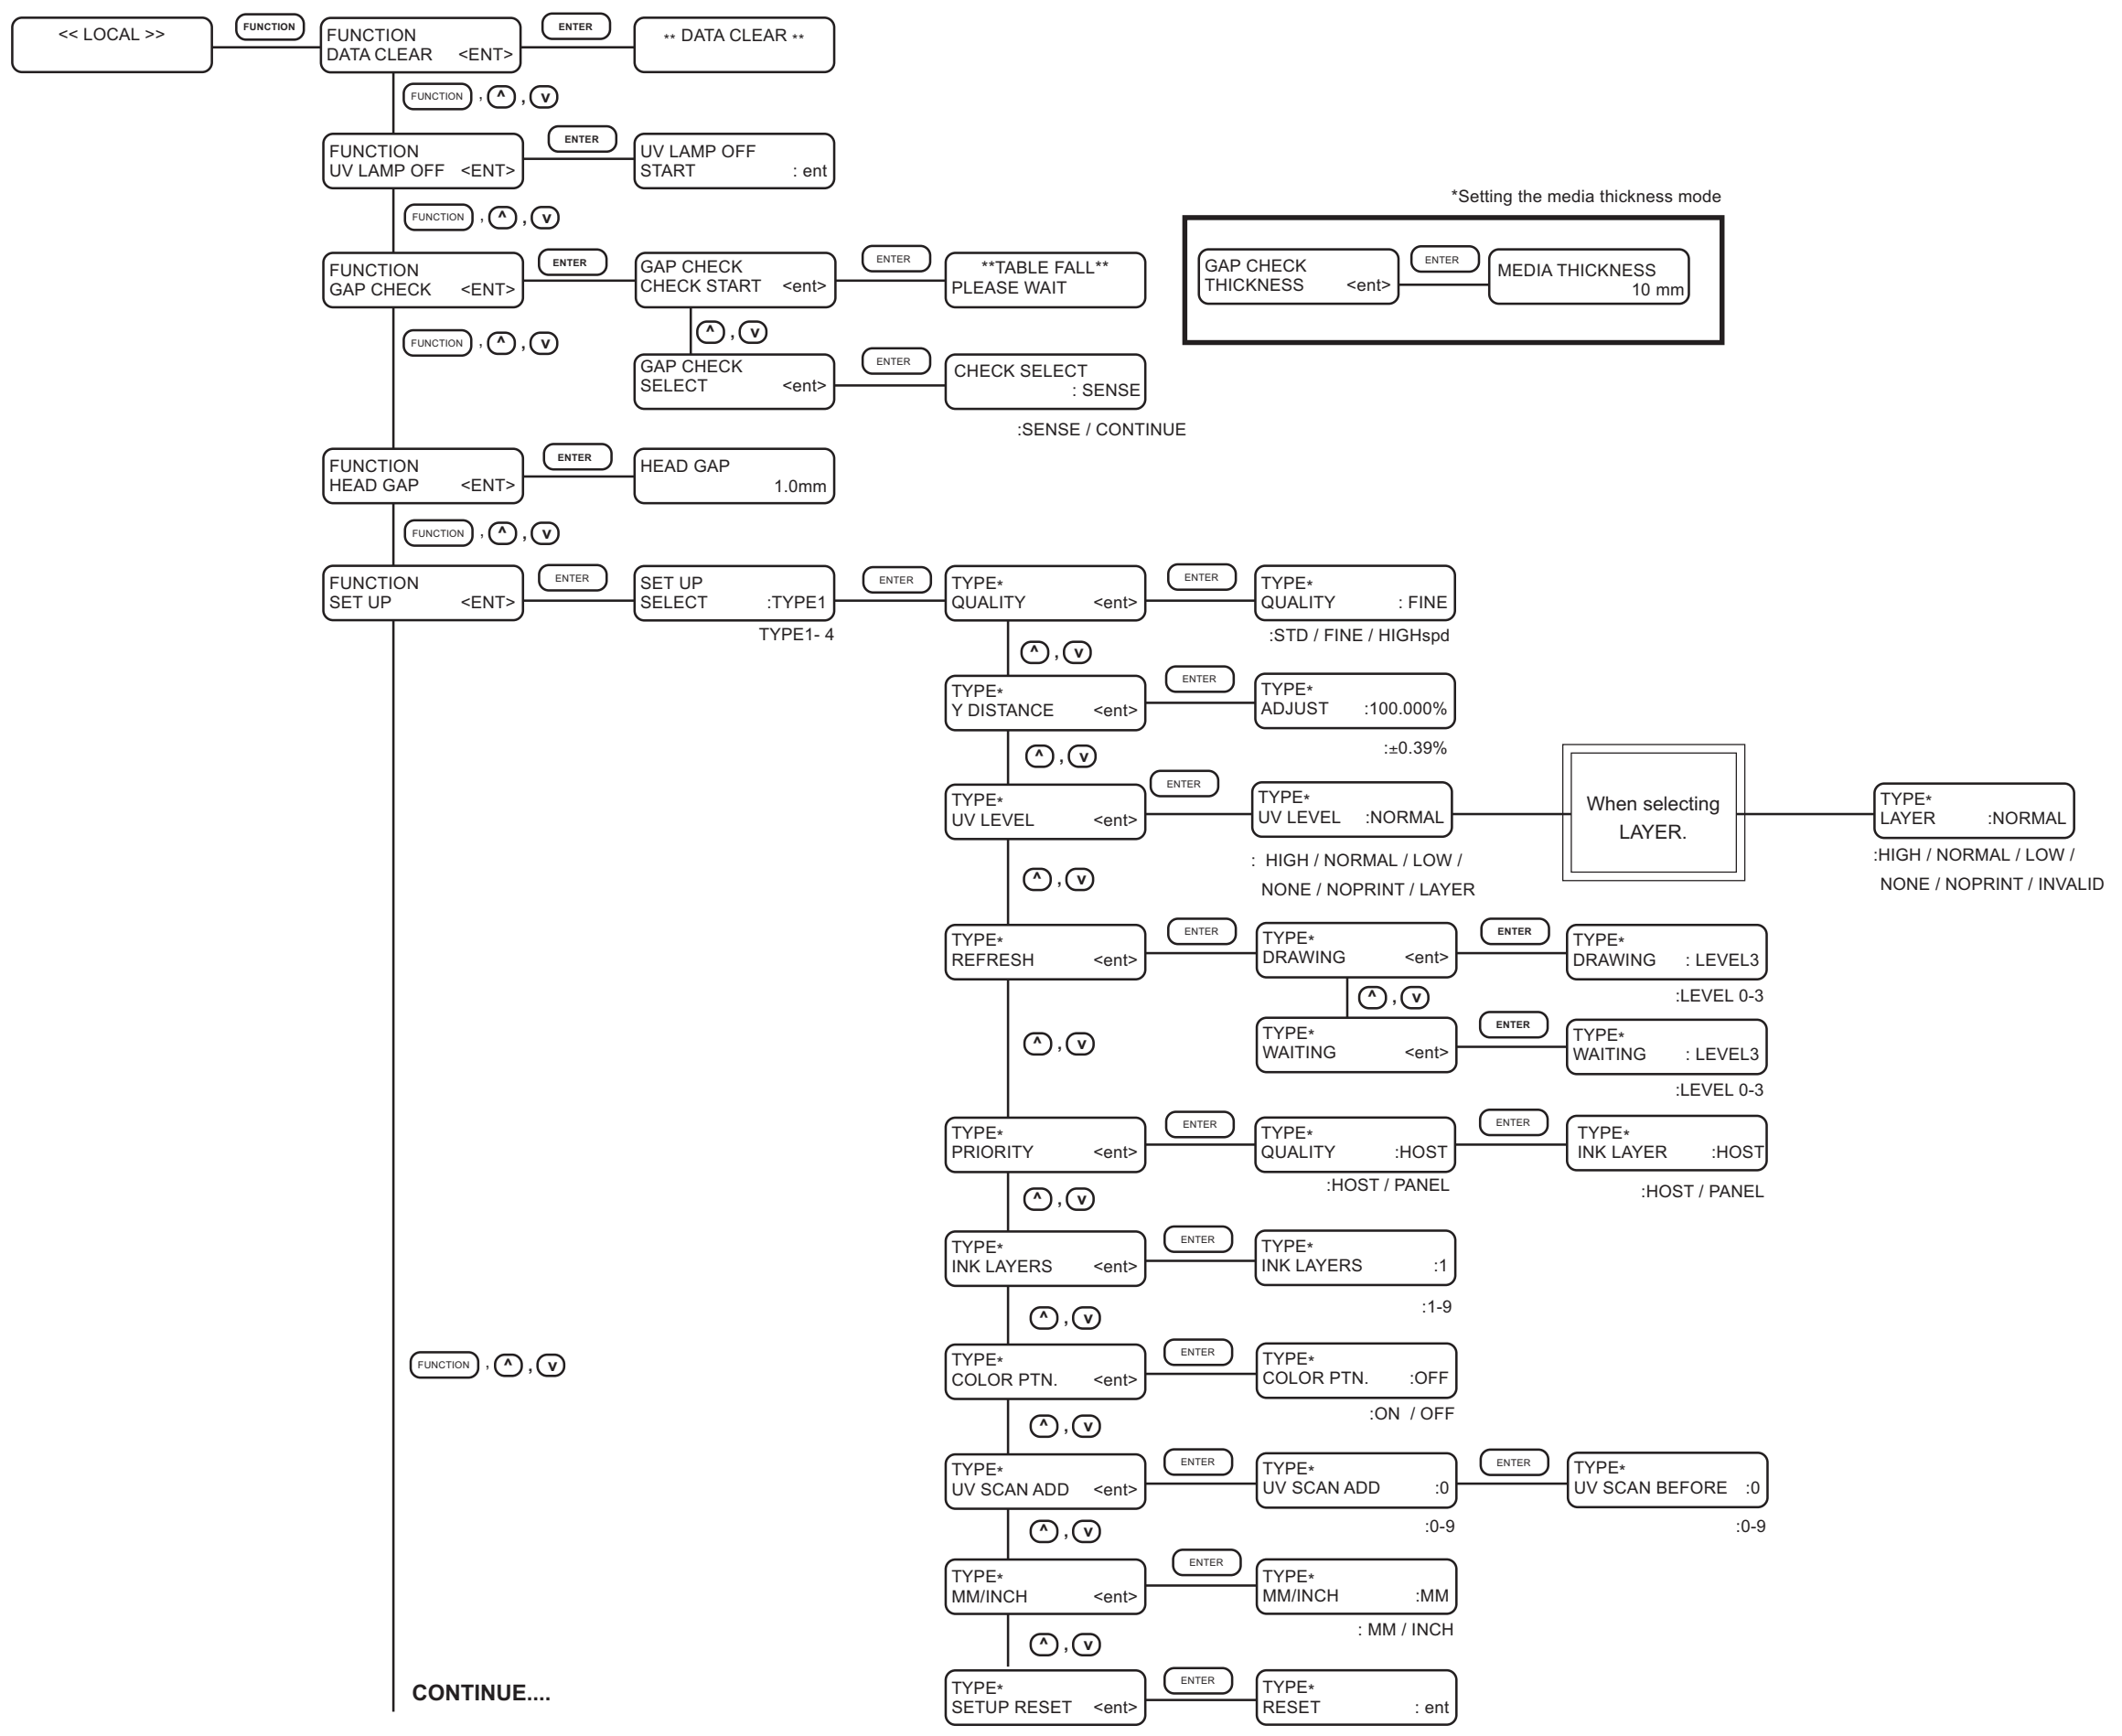 << LOCAL >>
FUNCTION
FUNCTION
DATA CLEAR <ENT>
ENTER
** DATA CLEAR **
FUNCTION , ^ , v
FUNCTION
UV LAMP OFF <ENT>
ENTER
UV LAMP OFF
START : ent
FUNCTION , ^ , v
*Setting the media thickness mode
GAP CHECK
THICKNESS <ent>
ENTER
MEDIA THICKNESS
10 mm
FUNCTION
GAP CHECK <ENT>
ENTER
GAP CHECK
CHECK START <ent>
ENTER
**TABLE FALL**
PLEASE WAIT
FUNCTION , ^ , v
^ , v
GAP CHECK
SELECT <ent>
ENTER
CHECK SELECT
: SENSE
:SENSE / CONTINUE
FUNCTION
HEAD GAP <ENT>
ENTER
HEAD GAP
1.0mm
FUNCTION , ^ , v
FUNCTION
SET UP <ENT>
ENTER
SET UP
SELECT :TYPE1
TYPE1- 4
ENTER
TYPE*
QUALITY <ent>
ENTER
TYPE*
QUALITY : FINE
:STD / FINE / HIGHspd
^ , v
TYPE*
Y DISTANCE <ent>
ENTER
TYPE*
ADJUST :100.000%
:±0.39%
^ , v
TYPE*
UV LEVEL <ent>
ENTER
TYPE*
UV LEVEL :NORMAL
: HIGH / NORMAL / LOW /
NONE / NOPRINT / LAYER
When selecting
LAYER.
TYPE*
LAYER :NORMAL
:HIGH / NORMAL / LOW /
NONE / NOPRINT / INVALID
^ , v
TYPE*
REFRESH <ent>
ENTER
TYPE*
DRAWING <ent>
ENTER
TYPE*
DRAWING : LEVEL3
:LEVEL 0-3
^ , v
TYPE*
WAITING <ent>
ENTER
TYPE*
WAITING : LEVEL3
:LEVEL 0-3
^ , v
TYPE*
PRIORITY <ent>
ENTER
TYPE*
QUALITY :HOST
:HOST / PANEL
ENTER
TYPE*
INK LAYER :HOST
:HOST / PANEL
^ , v
TYPE*
INK LAYERS <ent>
ENTER
TYPE*
INK LAYERS :1
:1-9
^ , v
FUNCTION , ^ , v
TYPE*
COLOR PTN. <ent>
ENTER
TYPE*
COLOR PTN. :OFF
:ON / OFF
^ , v
TYPE*
UV SCAN ADD <ent>
ENTER
TYPE*
UV SCAN ADD :0
:0-9
ENTER
TYPE*
UV SCAN BEFORE :0
:0-9
^ , v
TYPE*
MM/INCH <ent>
ENTER
TYPE*
MM/INCH :MM
: MM / INCH
^ , v
CONTINUE....
TYPE*
SETUP RESET <ent>
ENTER
TYPE*
RESET : ent